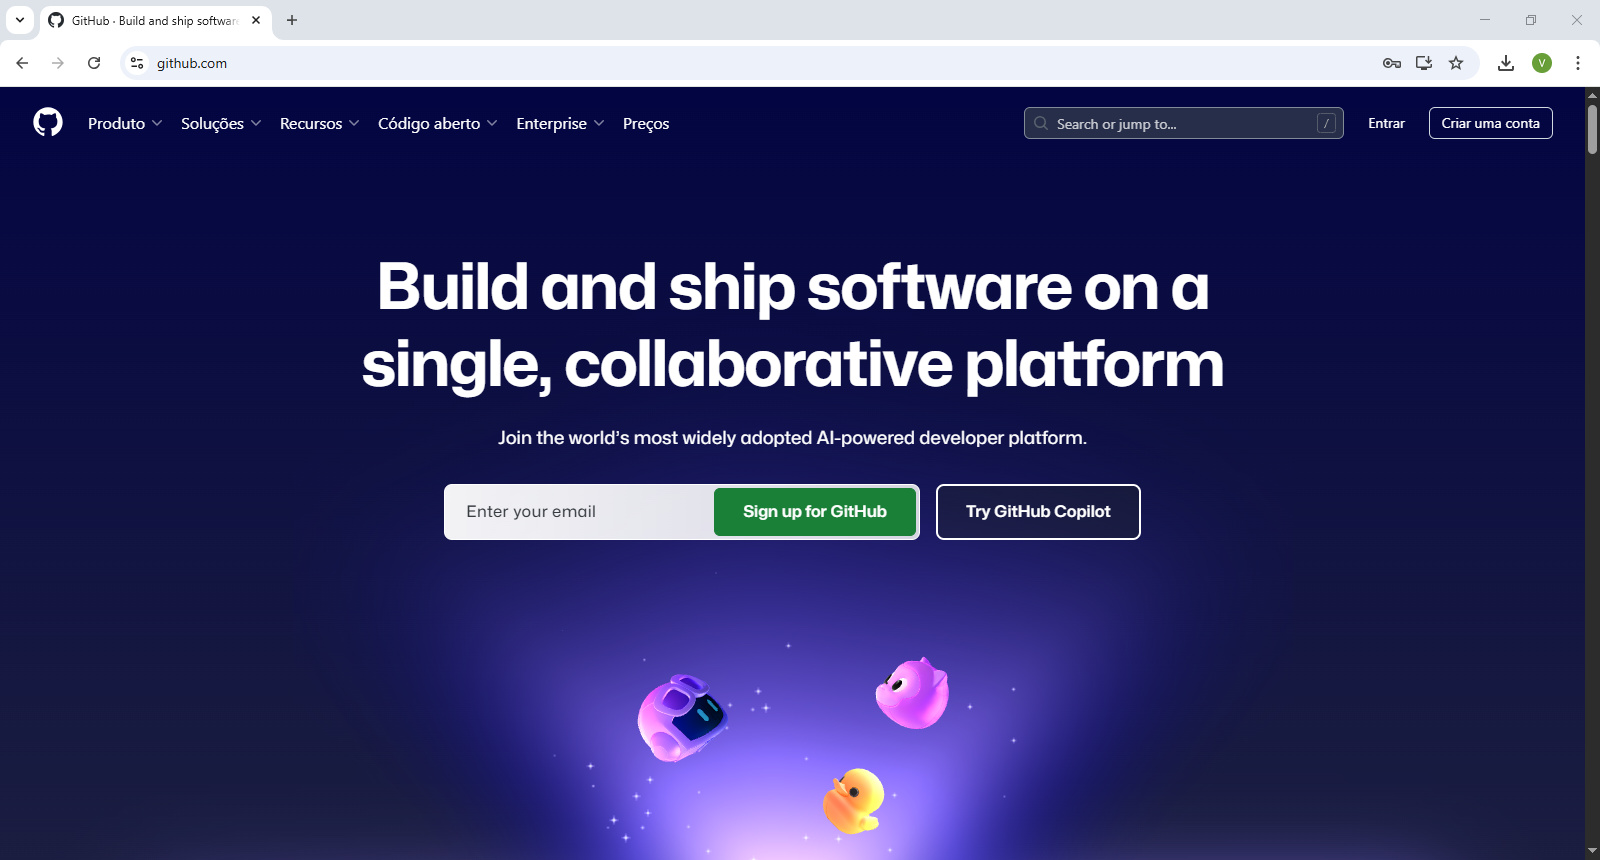 GitHub · Build and ship software
github.com
V
Produto
Soluções
Recursos
Código aberto
Enterprise
Preços
Search or jump to...
/
Entrar
Criar uma conta
Build and ship software on a
single, collaborative platform
Join the world's most widely adopted AI-powered developer platform.
Enter your email
Sign up for GitHub
Try GitHub Copilot